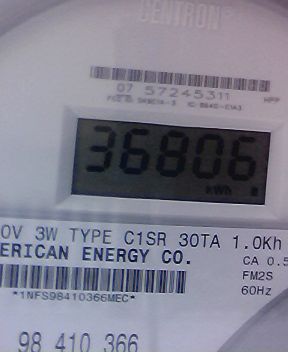 CENTRON
07 57245311
36806
kWh
0V 3W TYPE C1SR 30TA 1.0Kh
ERICAN ENERGY CO.
CA 0.5
FM2S
*1NFS98410366MEC*
60Hz
98 410 366